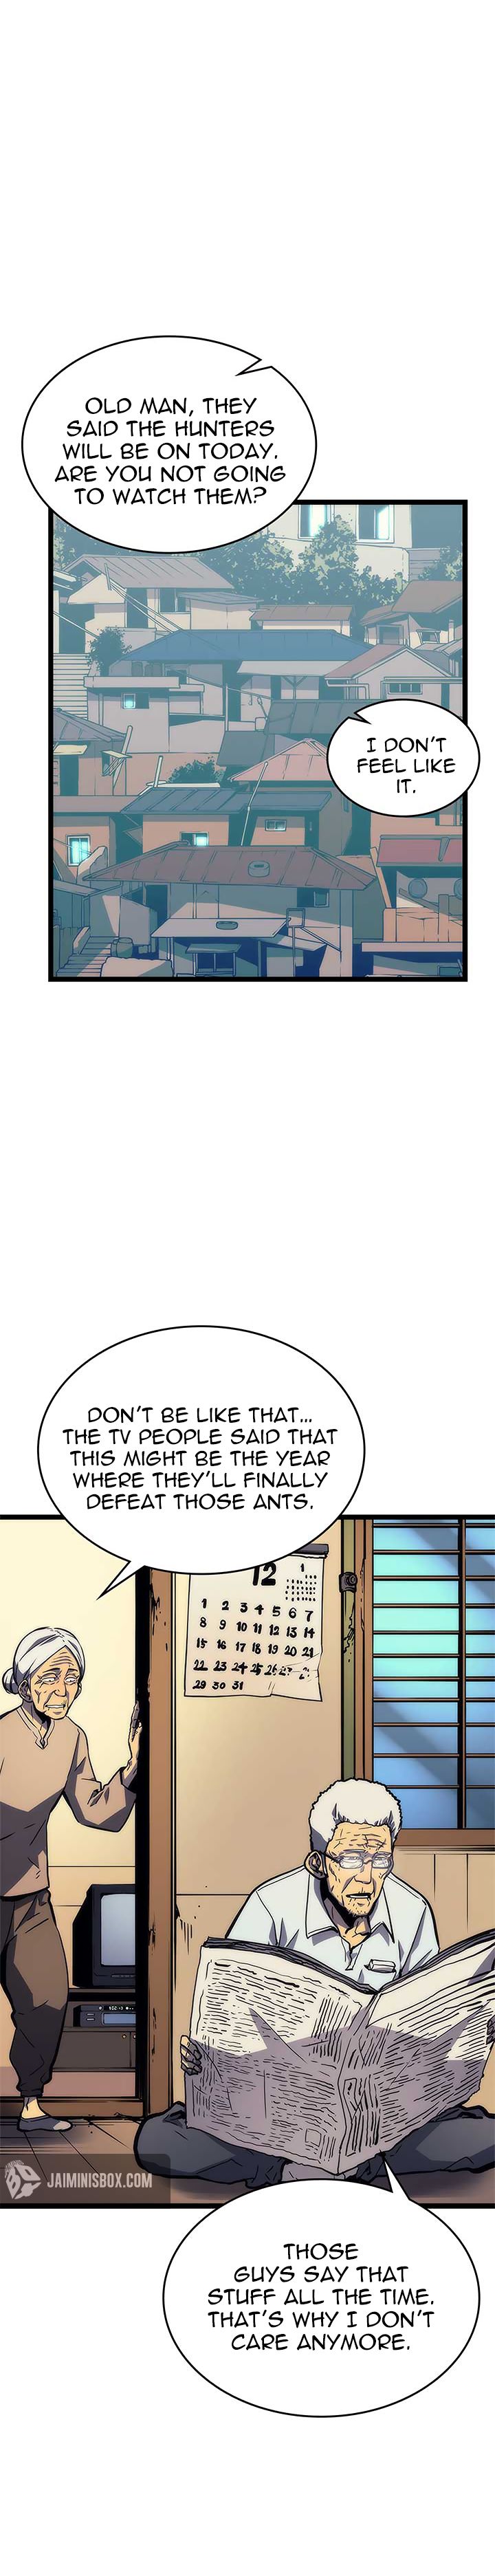 OLD MAN, THEY
SAID THE HUNTERS
WILL BE ON TODAY.
ARE YOU NOT GOING
TO WATCH THEM?
I DON'T
FEEL LIKE
IT.
DON'T BE LIKE THAT...
THE TV PEOPLE SAID THAT
THIS MIGHT BE THE YEAR
WHERE THEY'LL FINALLY
DEFEAT THOSE ANTS.
12 1
1 2 3 4 5 6 7
8 9 10 11 12 13 14
15 16 17 18 19 20 21
22 23 24 25 26 27
29 30 31
JAIMINISBOX.COM
THOSE
GUYS SAY THAT
STUFF ALL THE TIME.
THAT'S WHY I DON'T
CARE ANYMORE.